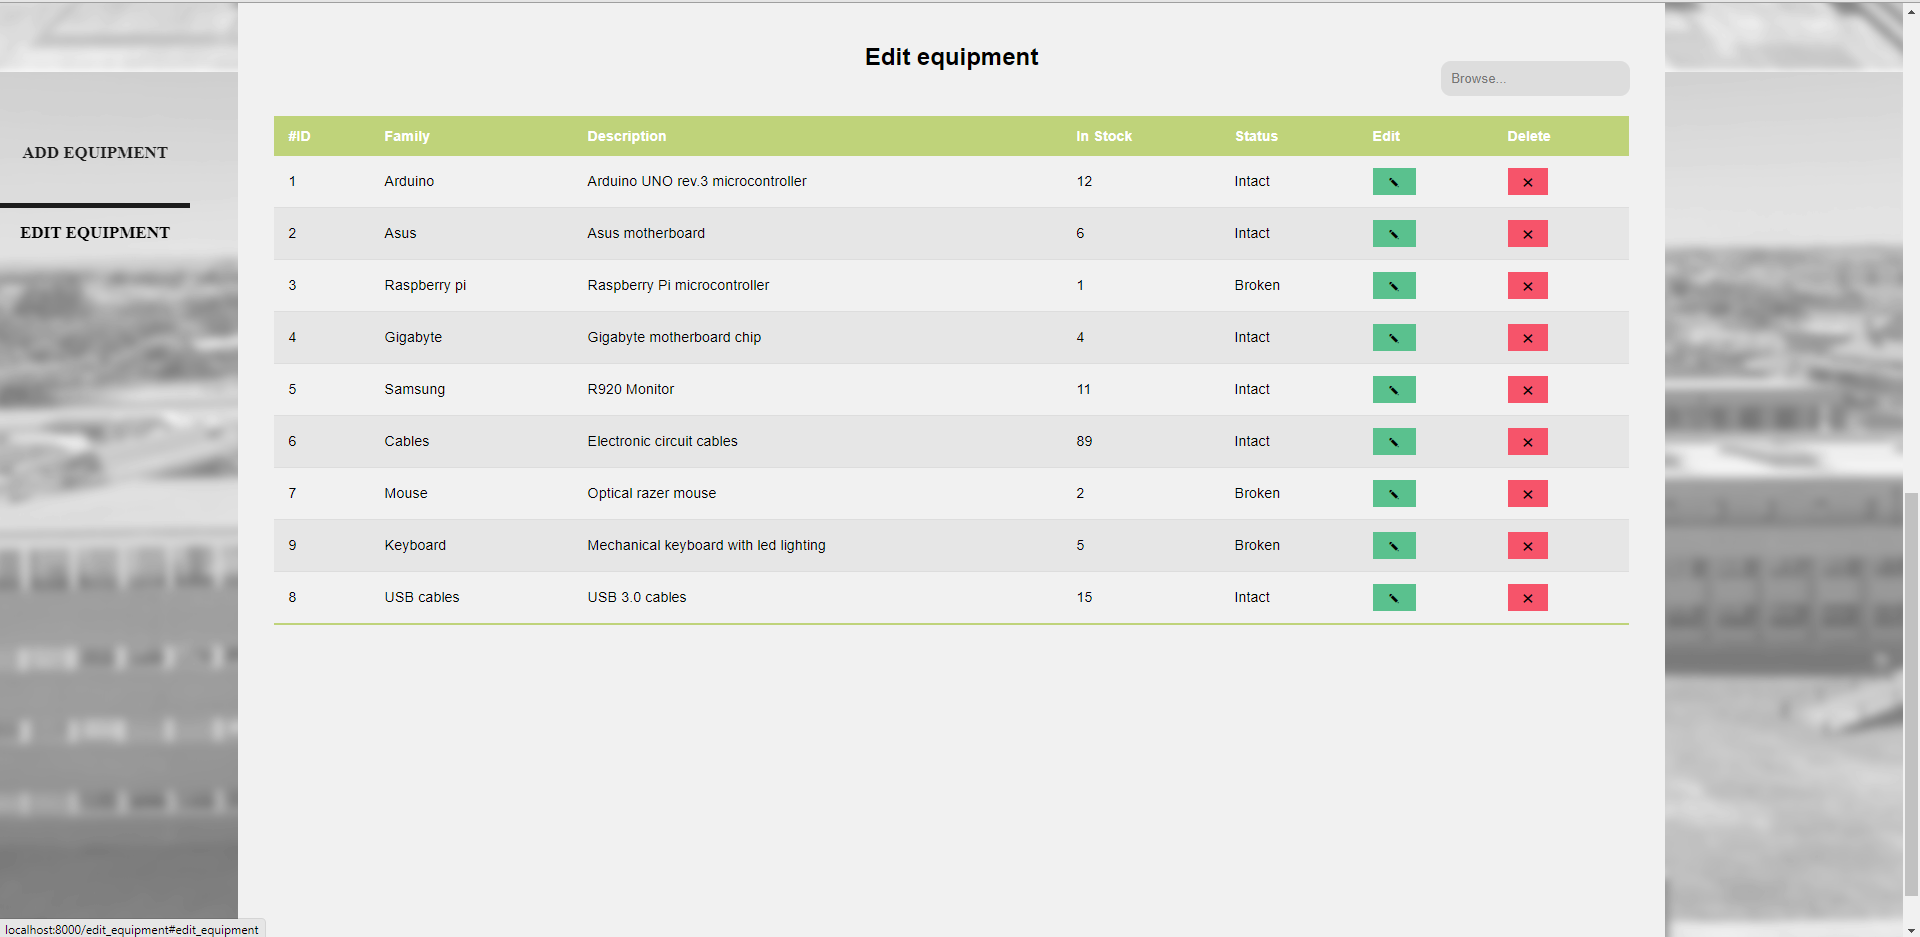 Edit equipment
Browse...
ADD EQUIPMENT
EDIT EQUIPMENT
#ID Family Description In Stock Status Edit Delete
1 Arduino Arduino UNO rev.3 microcontroller 12 Intact
2 Asus Asus motherboard 6 Intact
3 Raspberry pi Raspberry Pi microcontroller 1 Broken
4 Gigabyte Gigabyte motherboard chip 4 Intact
5 Samsung R920 Monitor 11 Intact
6 Cables Electronic circuit cables 89 Intact
7 Mouse Optical razer mouse 2 Broken
9 Keyboard Mechanical keyboard with led lighting 5 Broken
8 USB cables USB 3.0 cables 15 Intact
localhost:8000/edit_equipment#edit_equipment